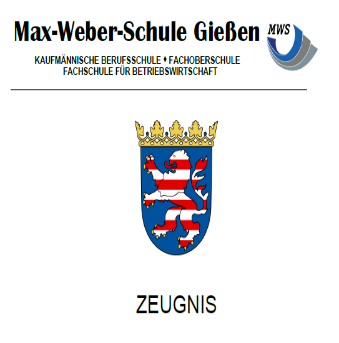 Max-Weber-Schule Gießen
MWS
KAUFMÄNNISCHE BERUFSSCHULE ♦ FACHOBERSCHULE
FACHSCHULE FÜR BETRIEBSWIRTSCHAFT
ZEUGNIS